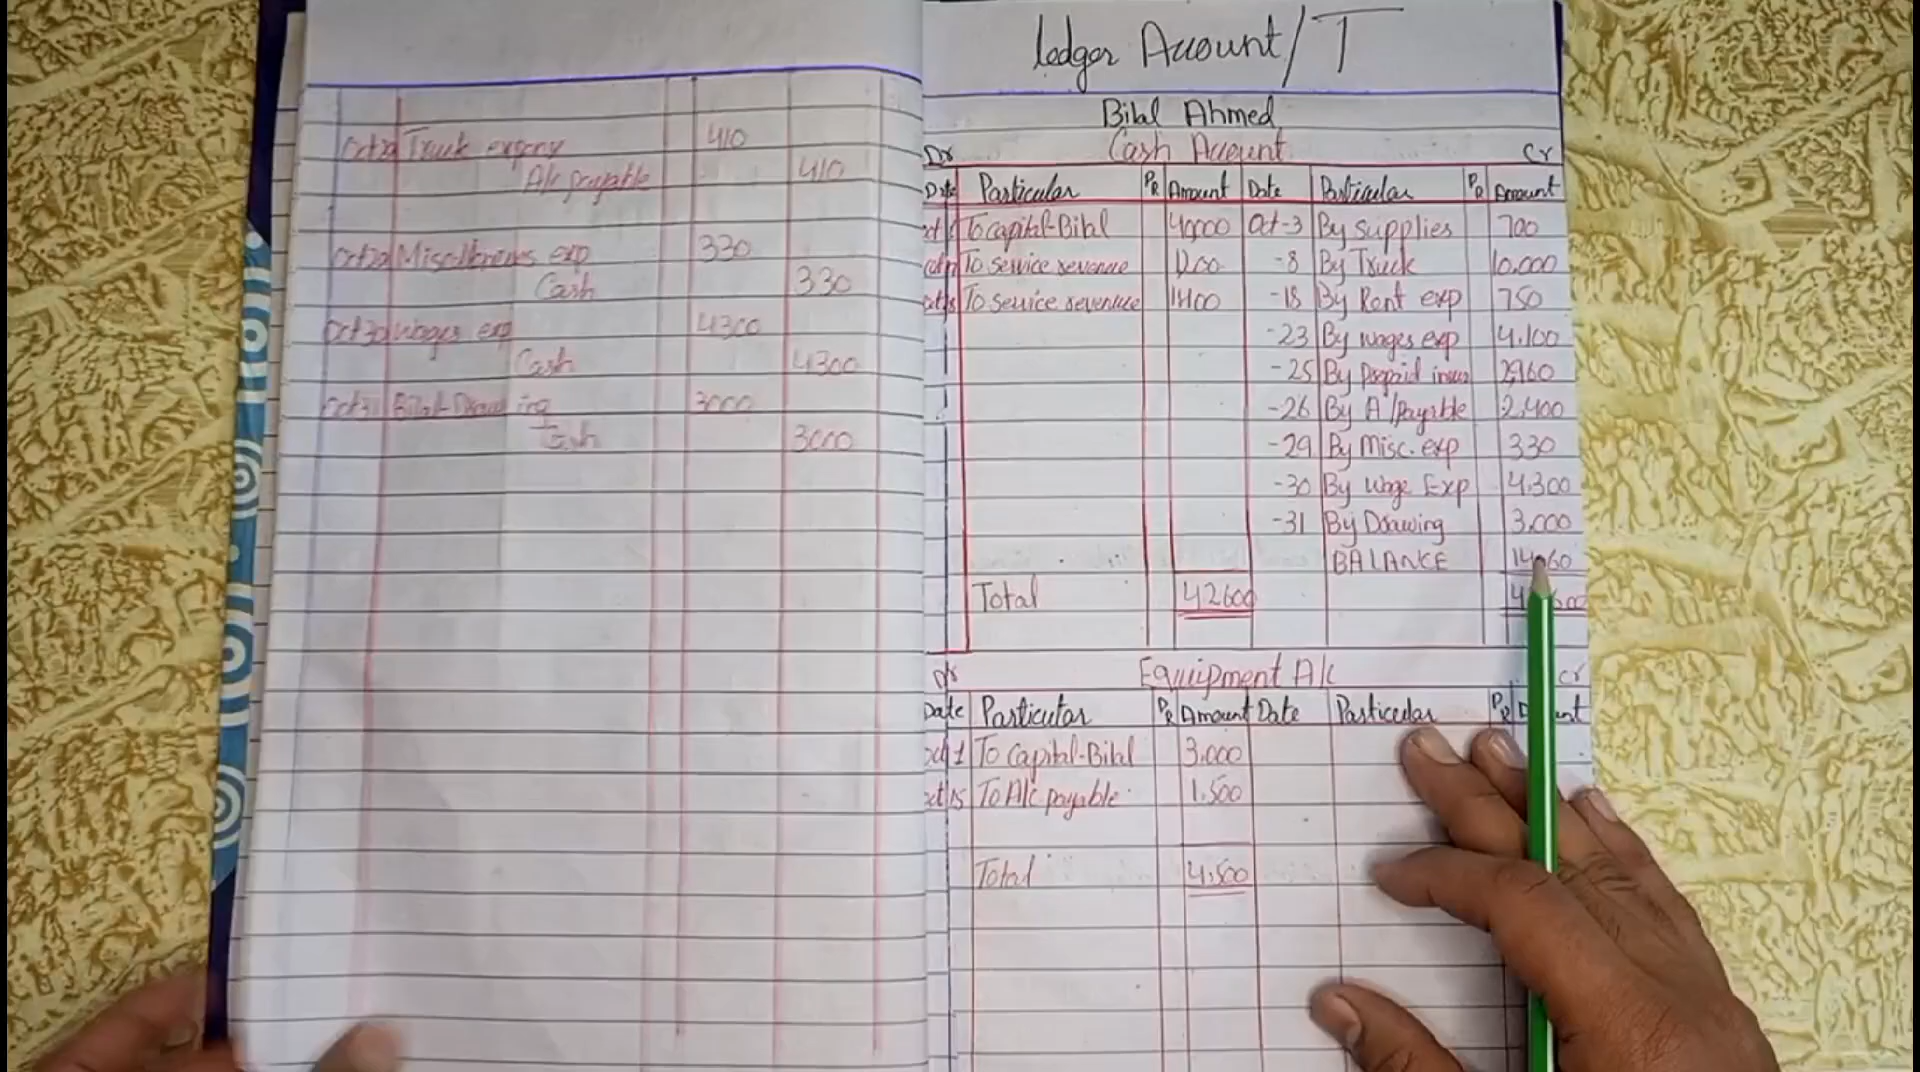 Oct 29 Truck expens 410
A/c payable 410
Oct 29 Miscellaneous exp 330
Cash 330
Oct 30 Wages exp 4300
Cash 4300
Oct 31 Bilal-Drawing 3000
Cash 3000
ledger Account/T
Bilal Ahmed
Dr Cash Account Cr
Date Particular PR Amount Date Particular PR Amount
To capital-Bilal 40000 Oct-3 By supplies 700
To service revenue 1200 -8 By Truck 10.000
To service revenue 1400 -18 By Rent exp 750
-23 By wages exp 4.100
-25 By Prepaid insur 2960
-26 By A/Payable 2.400
-29 By Misc. exp 330
-30 By Wage Exp 4.300
-31 By Drawing 3.000
BALANCE 14060
Total 42600
Dr Equipment A/c Cr
Date Particular PR Amount Date Particular PR
1 To Capital-Bilal 3.000
15 To A/c payable 1.500
Total 4.500